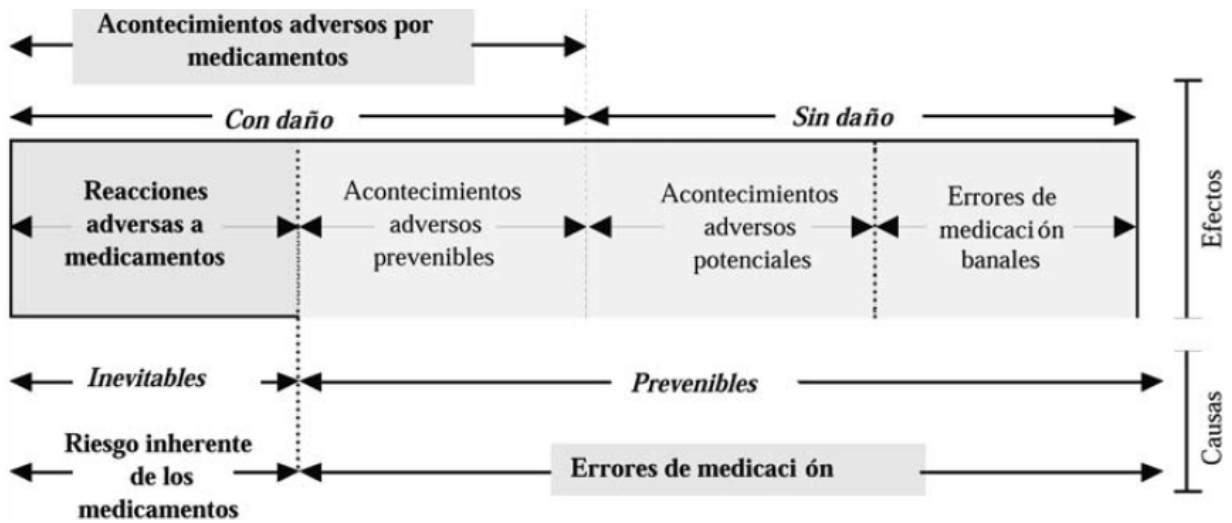 Acontecimientos adversos por
medicamentos
Con daño
Sin daño
Reacciones
adversas a
medicamentos
Acontecimientos
adversos
prevenibles
Acontecimientos
adversos
potenciales
Errores de
medicaci ón
banales
Efectos
Inevitables
Prevenibles
Riesgo inherente
de los
medicamentos
Errores de medicaci ón
Causas